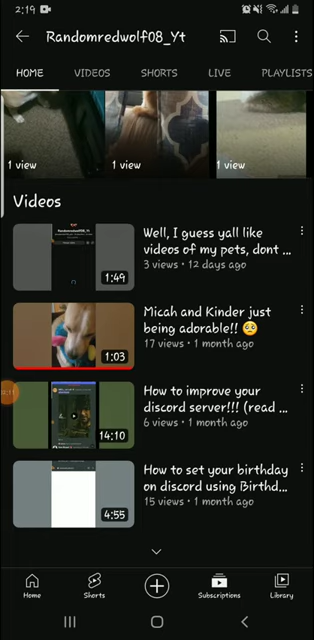 2:19
Randomredwolf08_Yt
HOME VIDEOS SHORTS LIVE PLAYLISTS
1 view 1 view 1 view
Videos
Well, I guess yall like
videos of my pets, dont ...
3 views • 12 days ago
1:49
Micah and Kinder just
being adorable!! 🥺
17 views • 1 month ago
1:03
How to improve your
discord server!!! (read ...
6 views • 1 month ago
14:10
How to set your birthday
on discord using Birthd...
15 views • 1 month ago
4:55
Home Shorts Subscriptions Library